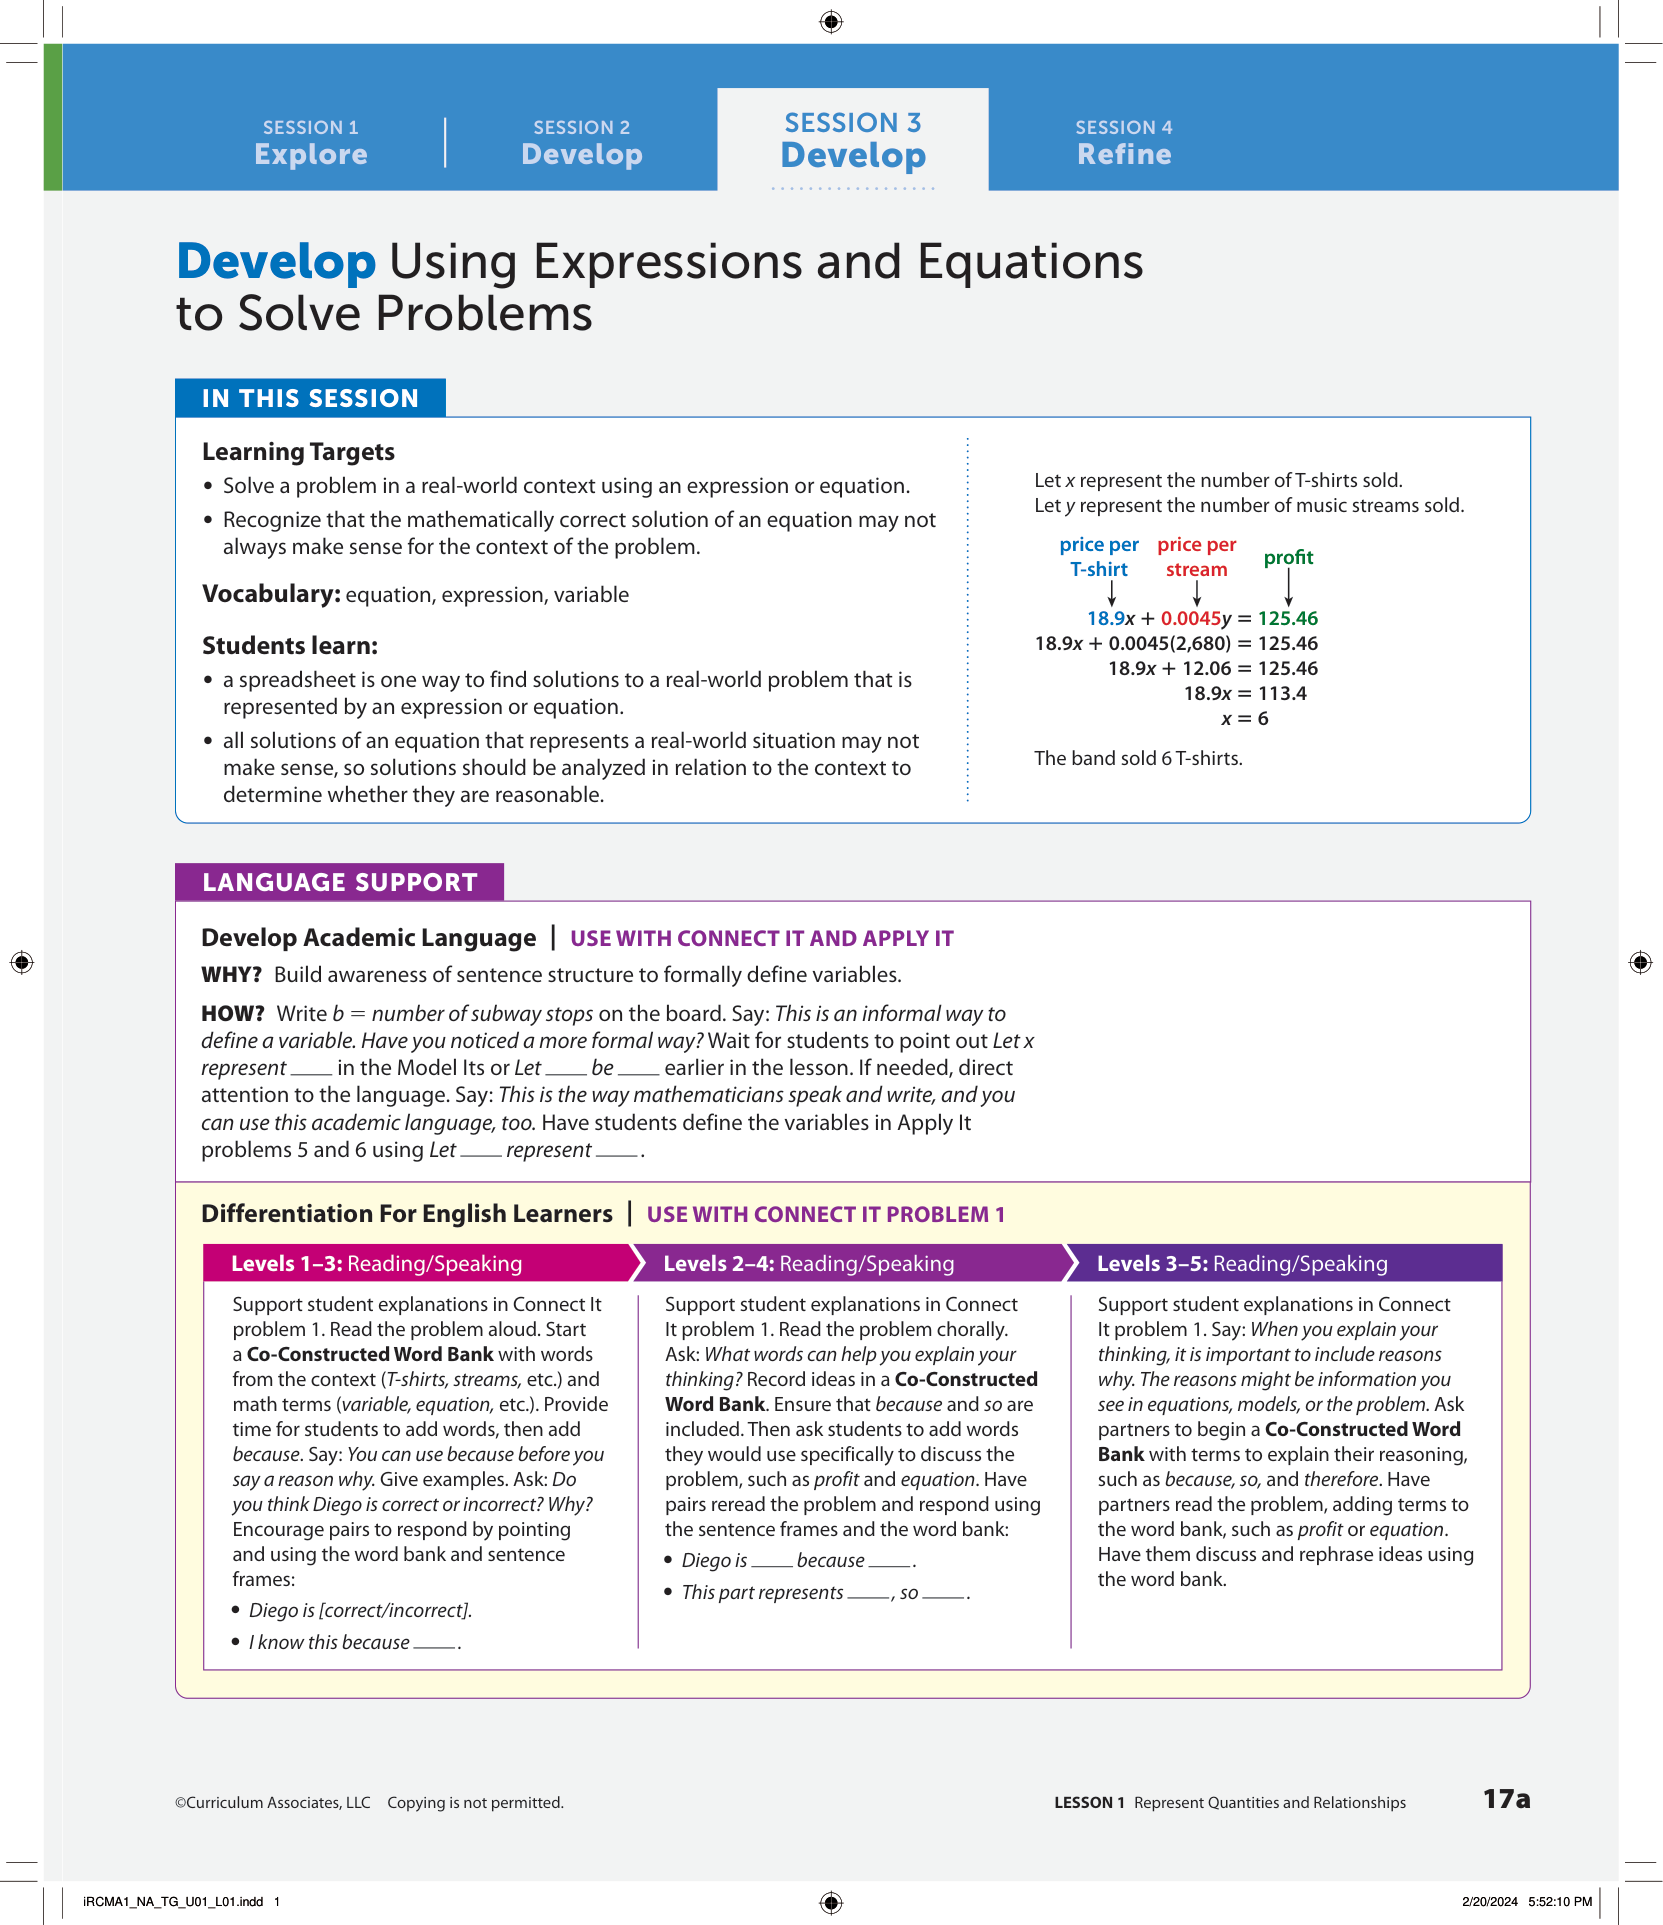 SESSION 1
Explore
SESSION 2
Develop
SESSION 3
Develop
SESSION 4
Refine
Develop Using Expressions and Equations
to Solve Problems
IN THIS SESSION
Learning Targets
• Solve a problem in a real-world context using an expression or equation.
• Recognize that the mathematically correct solution of an equation may not
always make sense for the context of the problem.
Vocabulary: equation, expression, variable
Students learn:
• a spreadsheet is one way to find solutions to a real-world problem that is
represented by an expression or equation.
• all solutions of an equation that represents a real-world situation may not
make sense, so solutions should be analyzed in relation to the context to
determine whether they are reasonable.
Let x represent the number of T-shirts sold.
Let y represent the number of music streams sold.
price per
T-shirt
price per
stream
profit
18.9x + 0.0045y = 125.46
18.9x + 0.0045(2,680) = 125.46
18.9x + 12.06 = 125.46
18.9x = 113.4
x = 6
The band sold 6 T-shirts.
LANGUAGE SUPPORT
Develop Academic Language | USE WITH CONNECT IT AND APPLY IT
WHY? Build awareness of sentence structure to formally define variables.
HOW? Write b = number of subway stops on the board. Say: This is an informal way to
define a variable. Have you noticed a more formal way? Wait for students to point out Let x
represent ____ in the Model Its or Let ____ be ____ earlier in the lesson. If needed, direct
attention to the language. Say: This is the way mathematicians speak and write, and you
can use this academic language, too. Have students define the variables in Apply It
problems 5 and 6 using Let ____ represent ____.
Differentiation For English Learners | USE WITH CONNECT IT PROBLEM 1
Levels 1–3: Reading/Speaking
Support student explanations in Connect It
problem 1. Read the problem aloud. Start
a Co-Constructed Word Bank with words
from the context (T-shirts, streams, etc.) and
math terms (variable, equation, etc.). Provide
time for students to add words, then add
because. Say: You can use because before you
say a reason why. Give examples. Ask: Do
you think Diego is correct or incorrect? Why?
Encourage pairs to respond by pointing
and using the word bank and sentence
frames:
• Diego is [correct/incorrect].
• I know this because ____.
Levels 2–4: Reading/Speaking
Support student explanations in Connect
It problem 1. Read the problem chorally.
Ask: What words can help you explain your
thinking? Record ideas in a Co-Constructed
Word Bank. Ensure that because and so are
included. Then ask students to add words
they would use specifically to discuss the
problem, such as profit and equation. Have
pairs reread the problem and respond using
the sentence frames and the word bank:
• Diego is ____ because ____.
• This part represents ____, so ____.
Levels 3–5: Reading/Speaking
Support student explanations in Connect
It problem 1. Say: When you explain your
thinking, it is important to include reasons
why. The reasons might be information you
see in equations, models, or the problem. Ask
partners to begin a Co-Constructed Word
Bank with terms to explain their reasoning,
such as because, so, and therefore. Have
partners read the problem, adding terms to
the word bank, such as profit or equation.
Have them discuss and rephrase ideas using
the word bank.
©Curriculum Associates, LLC Copying is not permitted.
LESSON 1 Represent Quantities and Relationships 17a
iRCMA1_NA_TG_U01_L01.indd 1
2/20/2024 5:52:10 PM